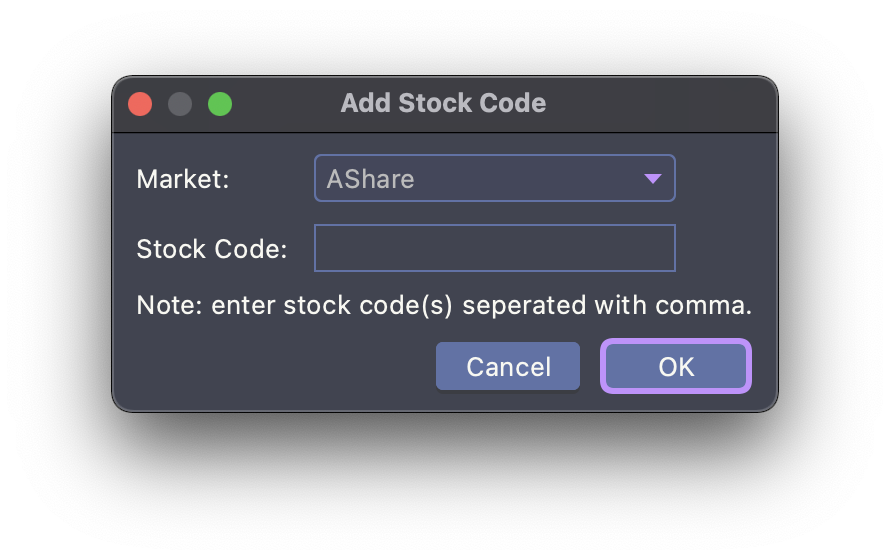 Add Stock Code
Market: AShare
Stock Code:
Note: enter stock code(s) seperated with comma.
Cancel OK